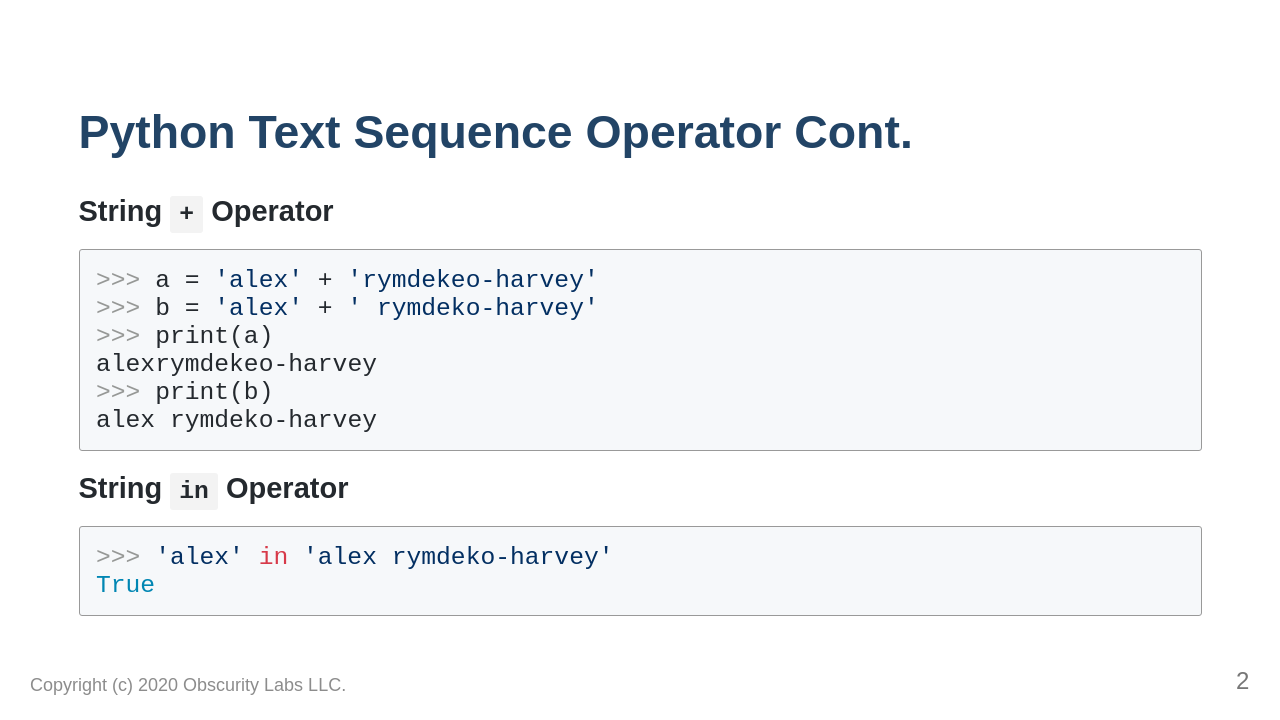 Python Text Sequence Operator Cont.
String + Operator
>>> a = 'alex' + 'rymdekeo-harvey'
>>> b = 'alex' + ' rymdeko-harvey'
>>> print(a)
alexrymdekeo-harvey
>>> print(b)
alex rymdeko-harvey
String in Operator
>>> 'alex' in 'alex rymdeko-harvey'
True
Copyright (c) 2020 Obscurity Labs LLC.
2